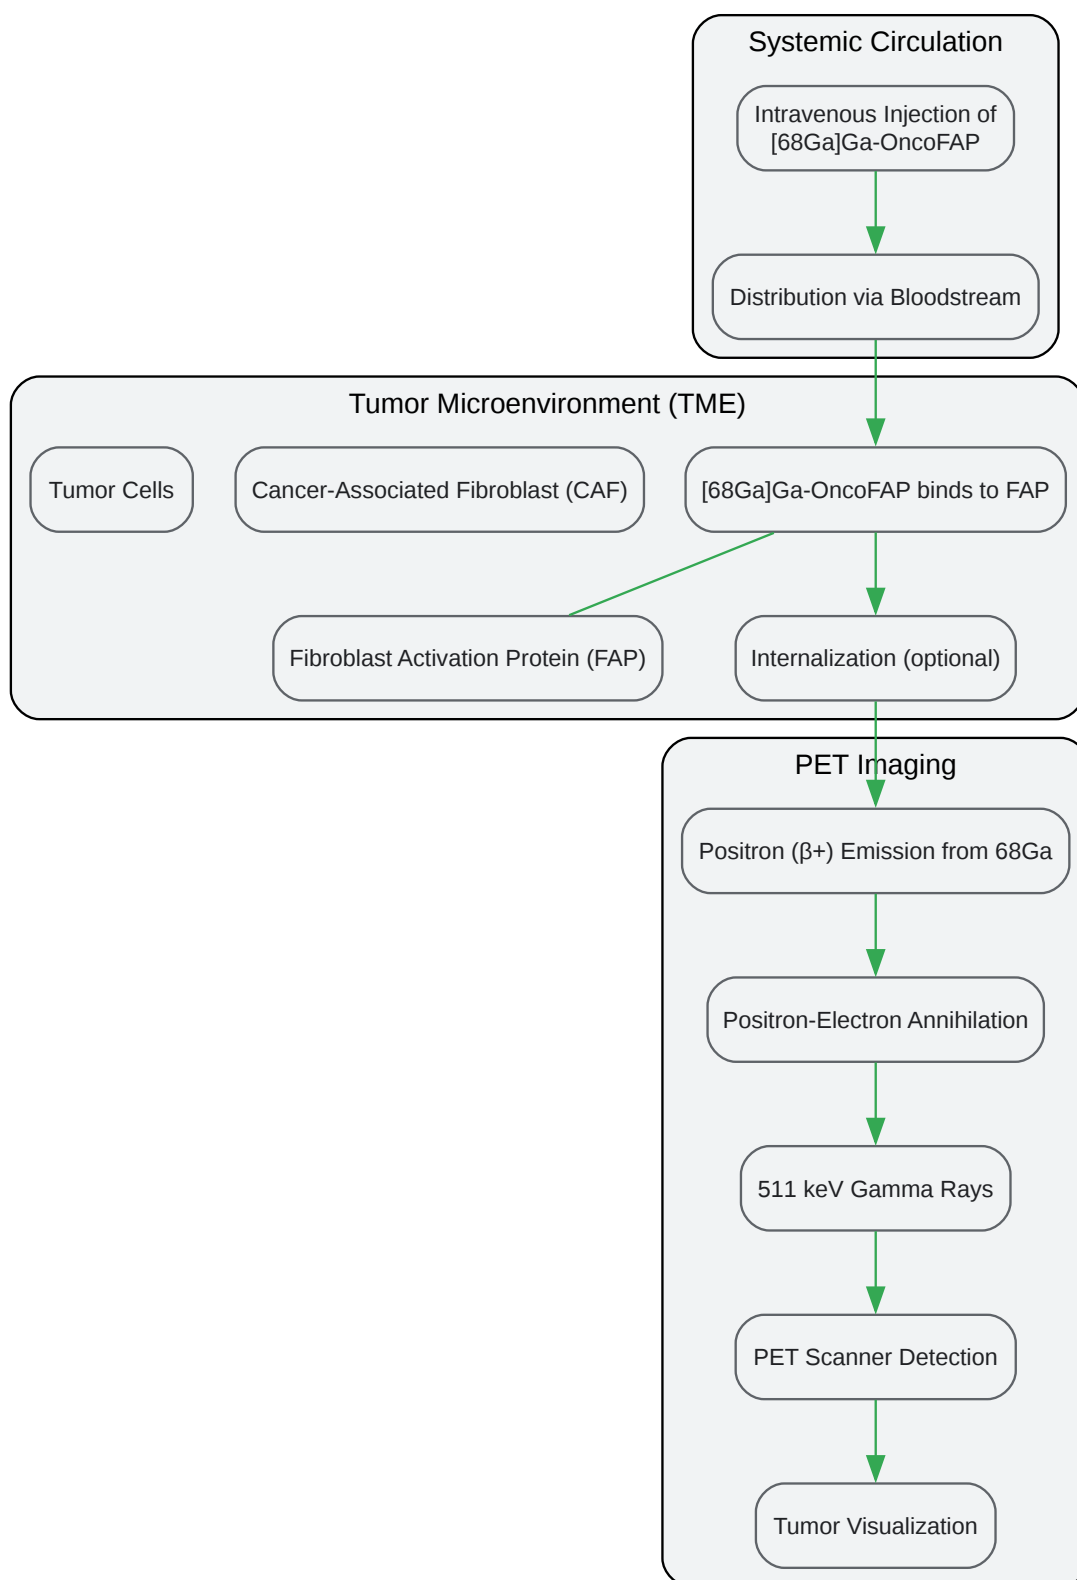 Systemic Circulation
Intravenous Injection of
[68Ga]Ga-OncoFAP
Distribution via Bloodstream
Tumor Microenvironment (TME)
Tumor Cells
Cancer-Associated Fibroblast (CAF)
[68Ga]Ga-OncoFAP binds to FAP
Fibroblast Activation Protein (FAP)
Internalization (optional)
PET Imaging
Positron (β+) Emission from 68Ga
Positron-Electron Annihilation
511 keV Gamma Rays
PET Scanner Detection
Tumor Visualization